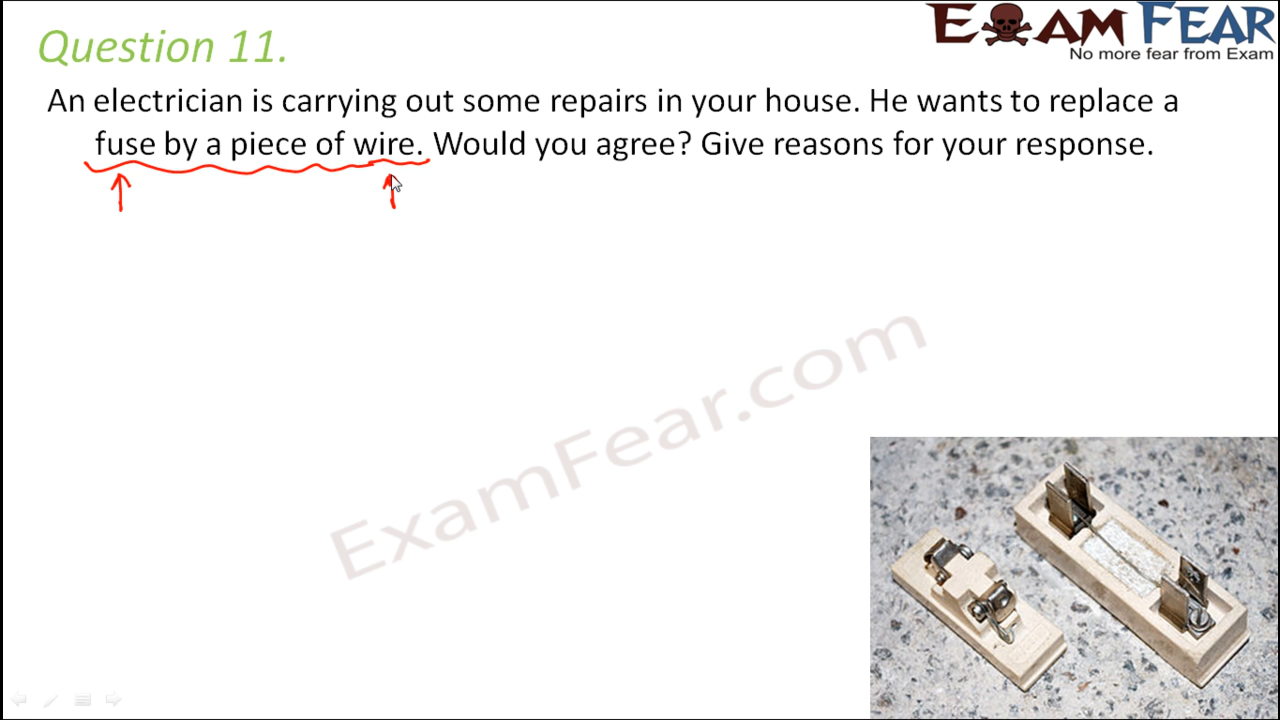 Question 11.
EXAM FEAR
No more fear from Exam
An electrician is carrying out some repairs in your house. He wants to replace a
fuse by a piece of wire. Would you agree? Give reasons for your response.
ExamFear.com